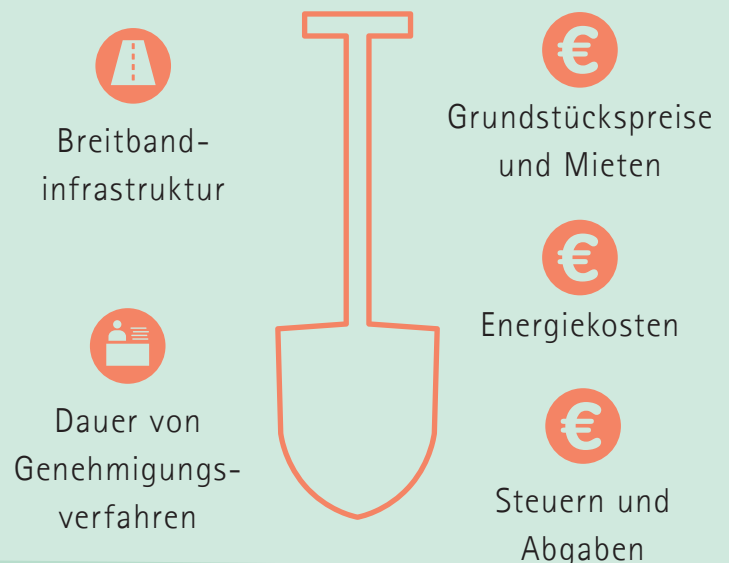 Breitband-
infrastruktur
Dauer von
Genehmigungs-
verfahren
€
Grundstückspreise
und Mieten
€
Energiekosten
€
Steuern und
Abgaben